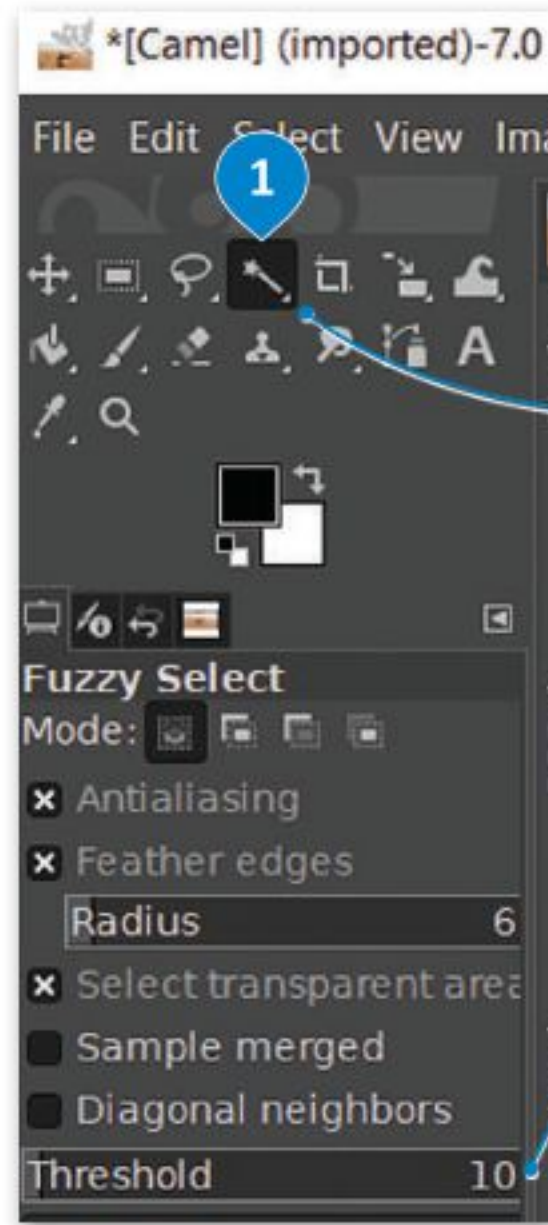 *[Camel] (imported)-7.0
File Edit Select View Ima
1
A
Fuzzy Select
Mode:
Antialiasing
Feather edges
Radius 6
Select transparent area
Sample merged
Diagonal neighbors
Threshold 10